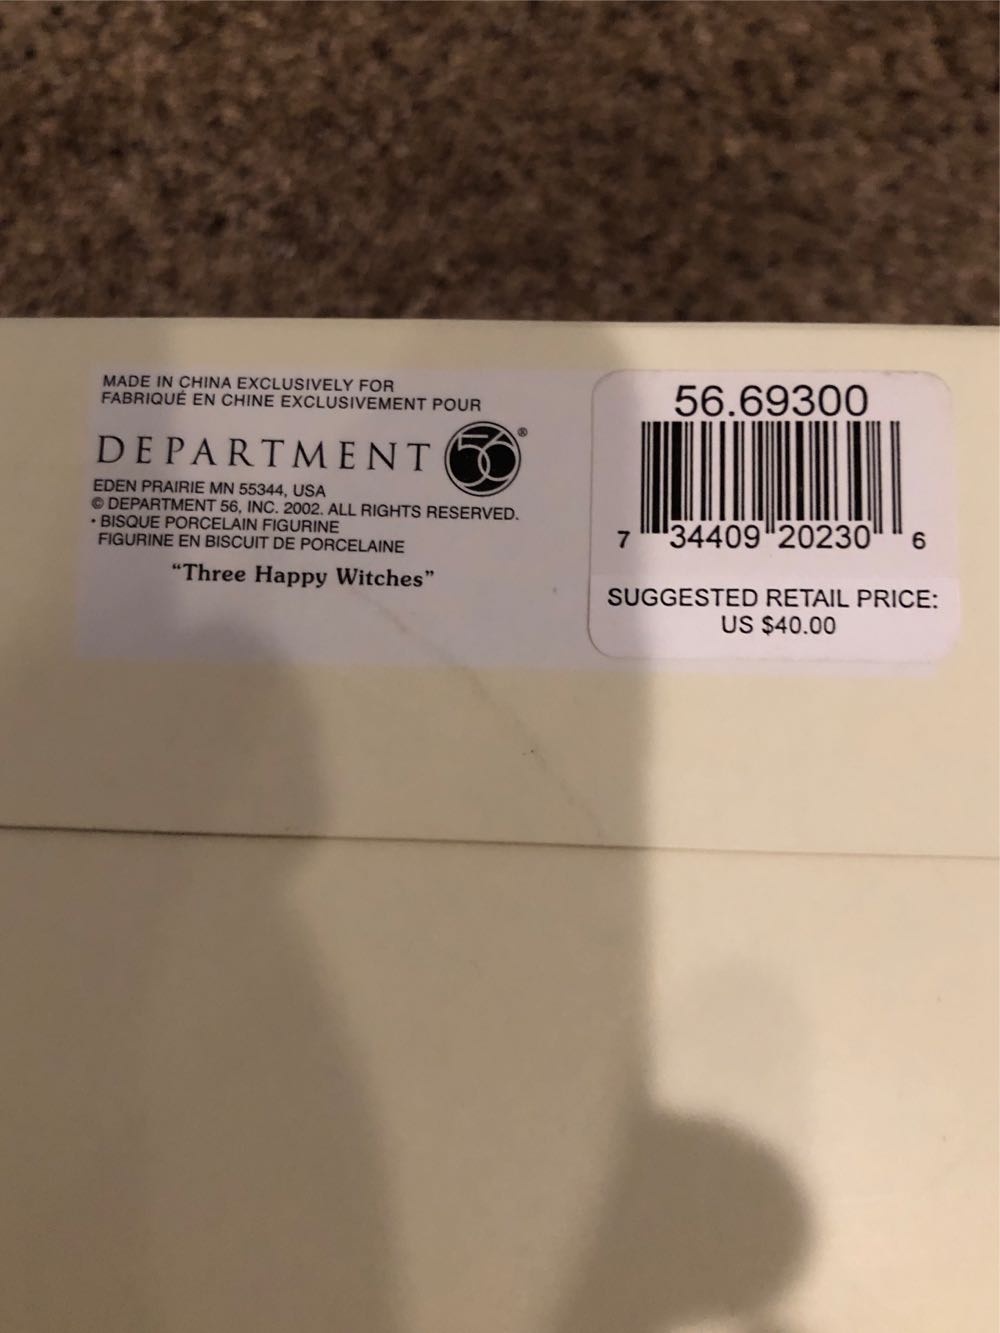 MADE IN CHINA EXCLUSIVELY FOR
FABRIQUÉ EN CHINE EXCLUSIVEMENT POUR
DEPARTMENT 56®
EDEN PRAIRIE MN 55344, USA
© DEPARTMENT 56, INC. 2002. ALL RIGHTS RESERVED.
• BISQUE PORCELAIN FIGURINE
FIGURINE EN BISCUIT DE PORCELAINE
“Three Happy Witches”
56.69300
7 34409 20230 6
SUGGESTED RETAIL PRICE:
US $40.00